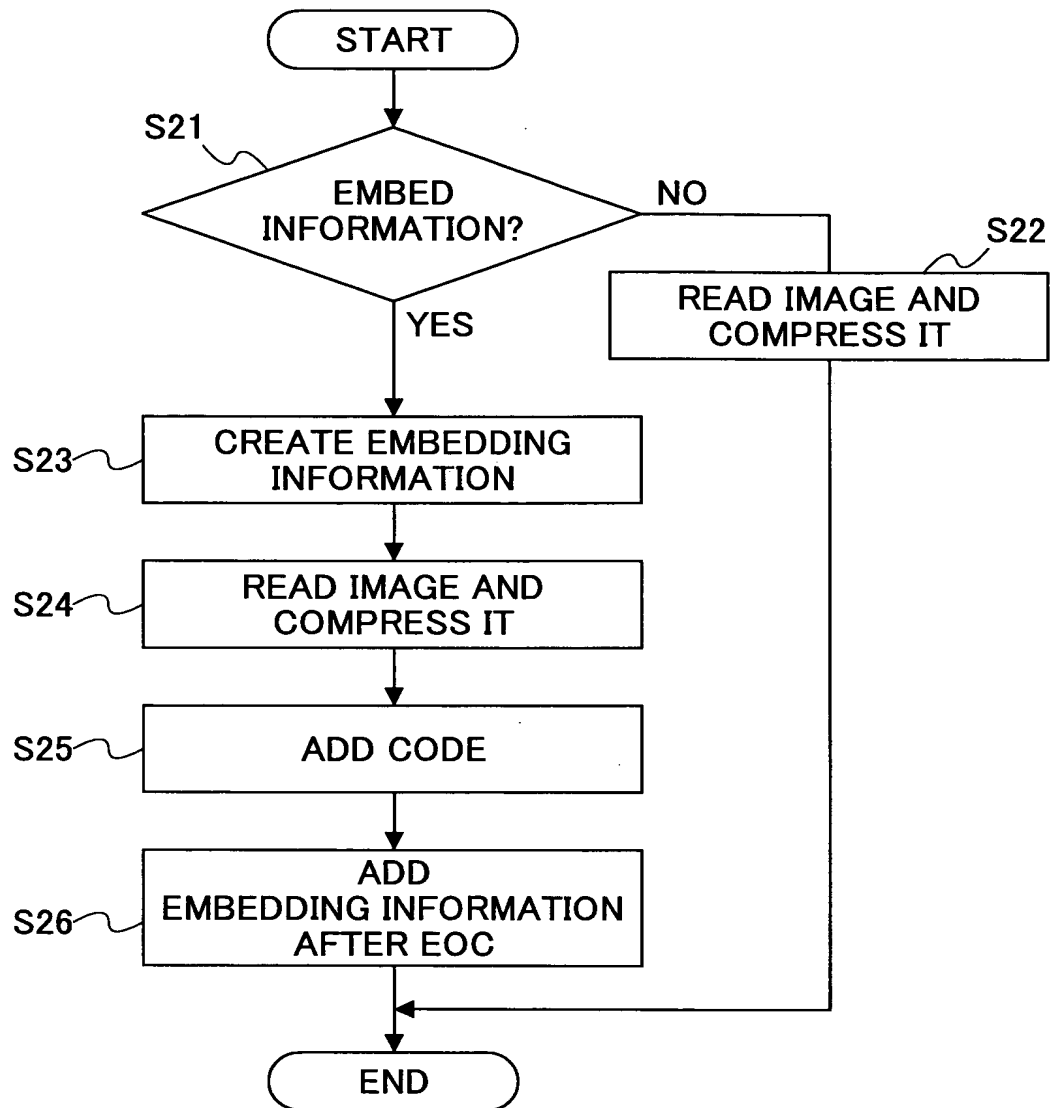 START
S21
EMBED
INFORMATION?
NO
S22
READ IMAGE AND
COMPRESS IT
YES
S23
CREATE EMBEDDING
INFORMATION
S24
READ IMAGE AND
COMPRESS IT
S25
ADD CODE
S26
ADD
EMBEDDING INFORMATION
AFTER EOC
END